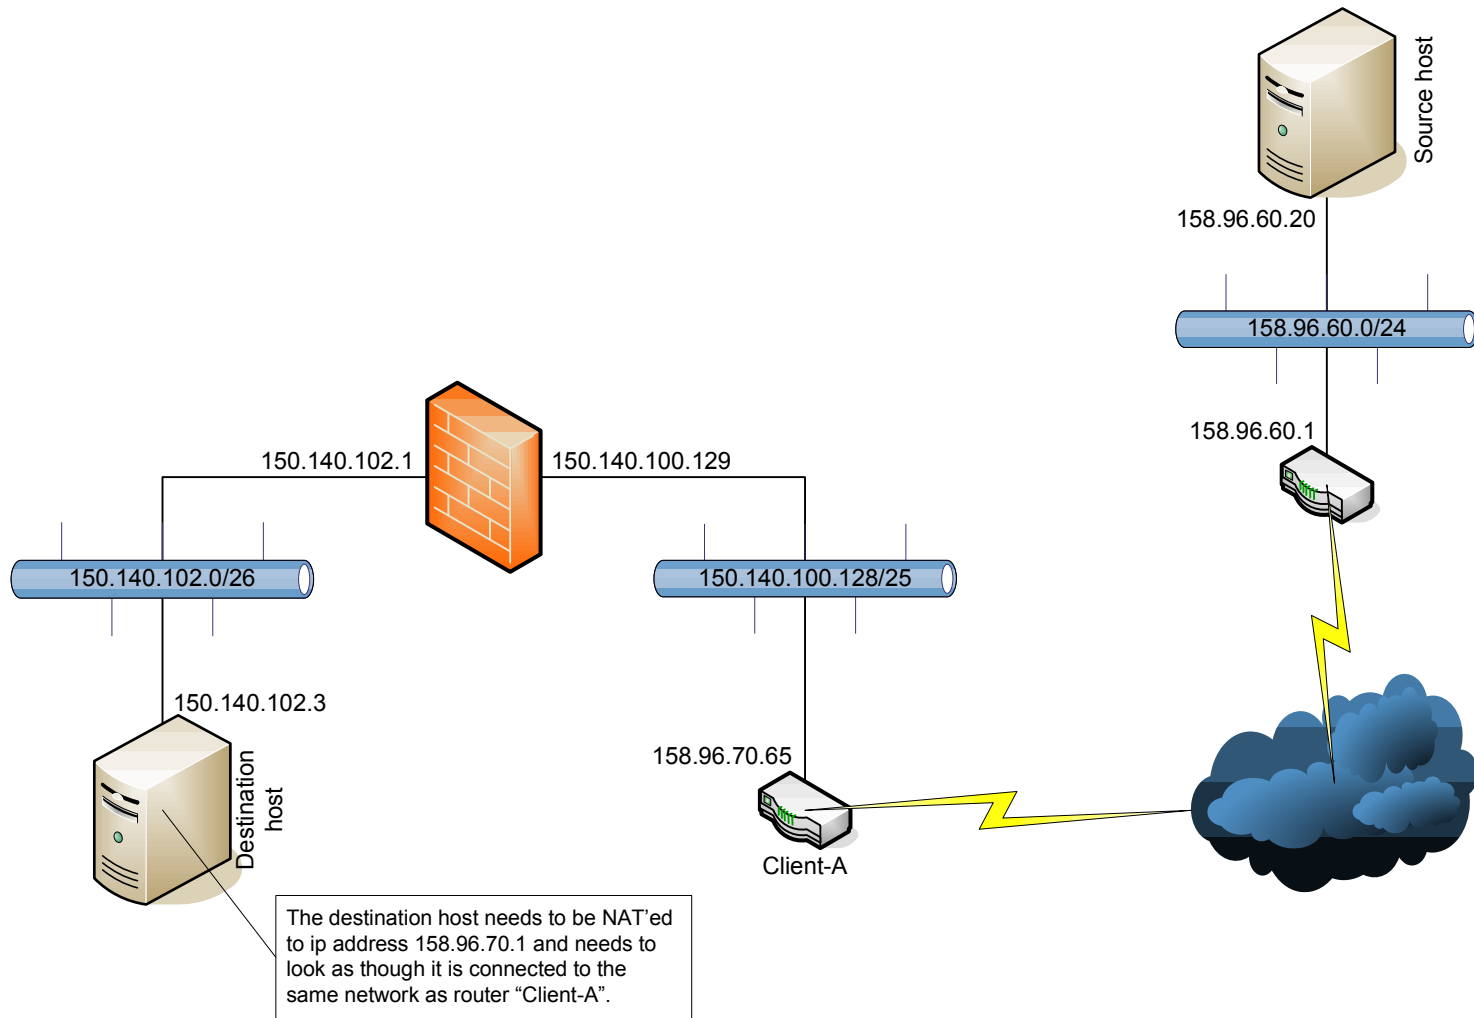 Source host
158.96.60.20
158.96.60.0/24
158.96.60.1
150.140.102.1
150.140.100.129
150.140.102.0/26
150.140.100.128/25
150.140.102.3
158.96.70.65
Destination
host
Client-A
The destination host needs to be NAT’ed
to ip address 158.96.70.1 and needs to
look as though it is connected to the
same network as router “Client-A”.